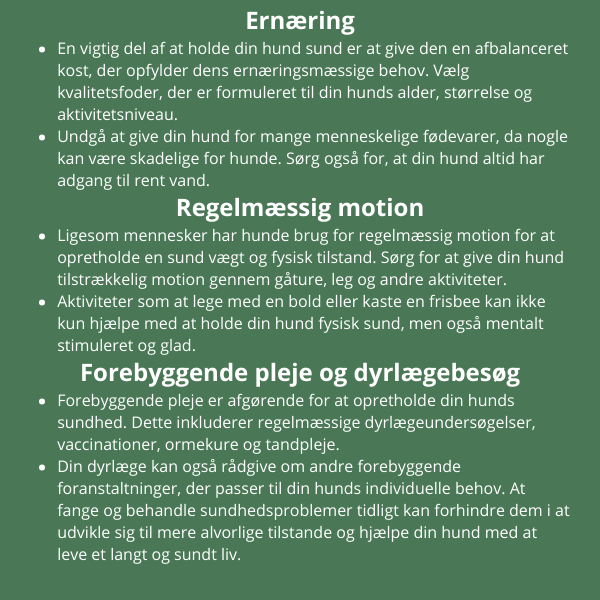 Ernæring
• En vigtig del af at holde din hund sund er at give den en afbalanceret
kost, der opfylder dens ernæringsmæssige behov. Vælg
kvalitetsfoder, der er formuleret til din hunds alder, størrelse og
aktivitetsniveau.
• Undgå at give din hund for mange menneskelige fødevarer, da nogle
kan være skadelige for hunde. Sørg også for, at din hund altid har
adgang til rent vand.
Regelmæssig motion
• Ligesom mennesker har hunde brug for regelmæssig motion for at
opretholde en sund vægt og fysisk tilstand. Sørg for at give din hund
tilstrækkelig motion gennem gåture, leg og andre aktiviteter.
• Aktiviteter som at lege med en bold eller kaste en frisbee kan ikke
kun hjælpe med at holde din hund fysisk sund, men også mentalt
stimuleret og glad.
Forebyggende pleje og dyrlægebesøg
• Forebyggende pleje er afgørende for at opretholde din hunds
sundhed. Dette inkluderer regelmæssige dyrlægeundersøgelser,
vaccinationer, ormekure og tandpleje.
• Din dyrlæge kan også rådgive om andre forebyggende
foranstaltninger, der passer til din hunds individuelle behov. At
fange og behandle sundhedsproblemer tidligt kan forhindre dem i at
udvikle sig til mere alvorlige tilstande og hjælpe din hund med at
leve et langt og sundt liv.